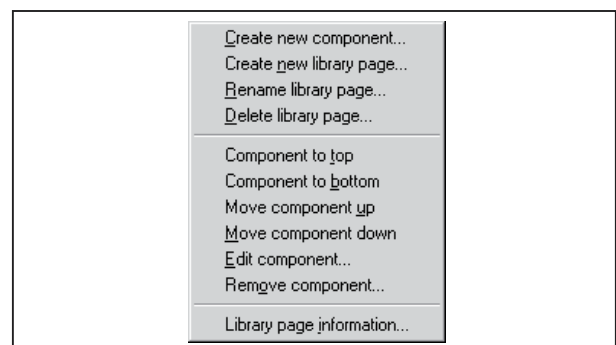 Create new component...
Create new library page...
Rename library page...
Delete library page...
Component to top
Component to bottom
Move component up
Move component down
Edit component...
Remove component...
Library page information...